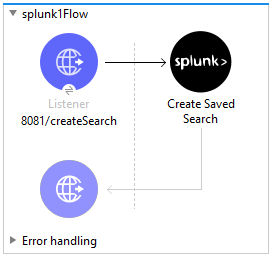 splunk1Flow
splunk>
Listener
8081/createSearch
Create Saved
Search
Error handling